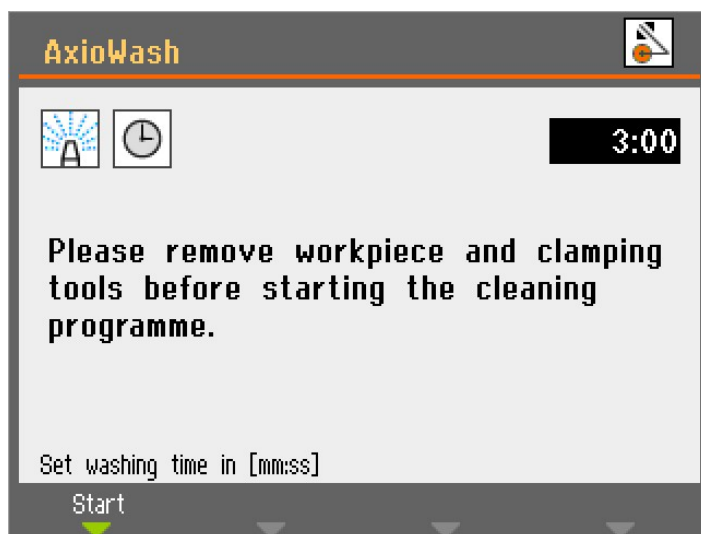 AxioWash
3:00
Please remove workpiece and clamping
tools before starting the cleaning
programme.
Set washing time in [mm:ss]
Start